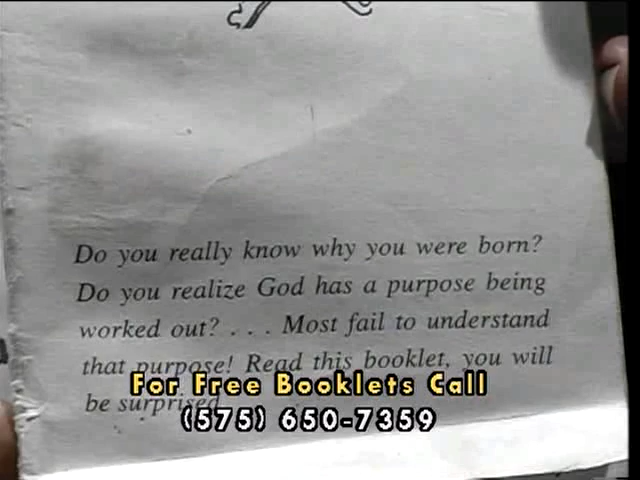 Do you really know why you were born?
Do you realize God has a purpose being
worked out? . . . Most fail to understand
that purpose! Read this booklet, you will
be surprised
For Free Booklets Call
(575) 650-7359